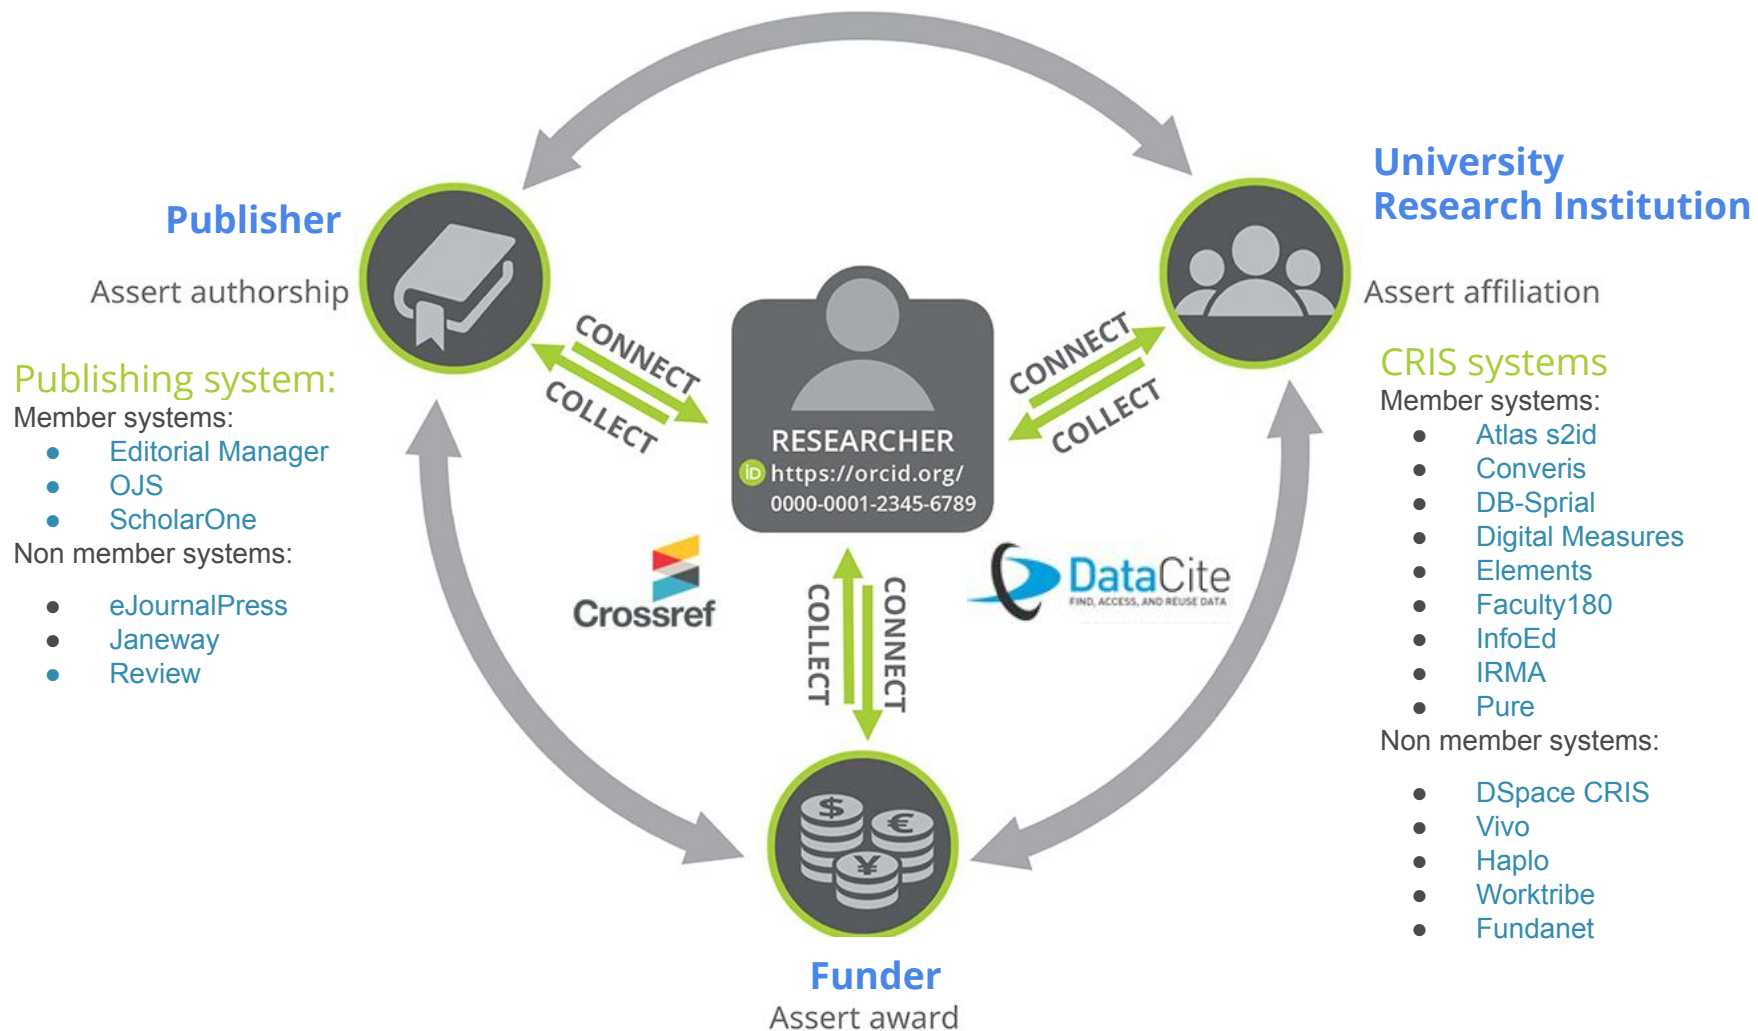 Publisher
Assert authorship
Publishing system:
Member systems:
● Editorial Manager
● OJS
● ScholarOne
Non member systems:
● eJournalPress
● Janeway
● Review
CONNECT
COLLECT
RESEARCHER
iD https://orcid.org/
0000-0001-2345-6789
CONNECT
COLLECT
Crossref
DataCite
FIND, ACCESS, AND REUSE DATA
COLLECT
CONNECT
$
€
¥
Funder
Assert award
University
Research Institution
Assert affiliation
CRIS systems
Member systems:
● Atlas s2id
● Converis
● DB-Sprial
● Digital Measures
● Elements
● Faculty180
● InfoEd
● IRMA
● Pure
Non member systems:
● DSpace CRIS
● Vivo
● Haplo
● Worktribe
● Fundanet